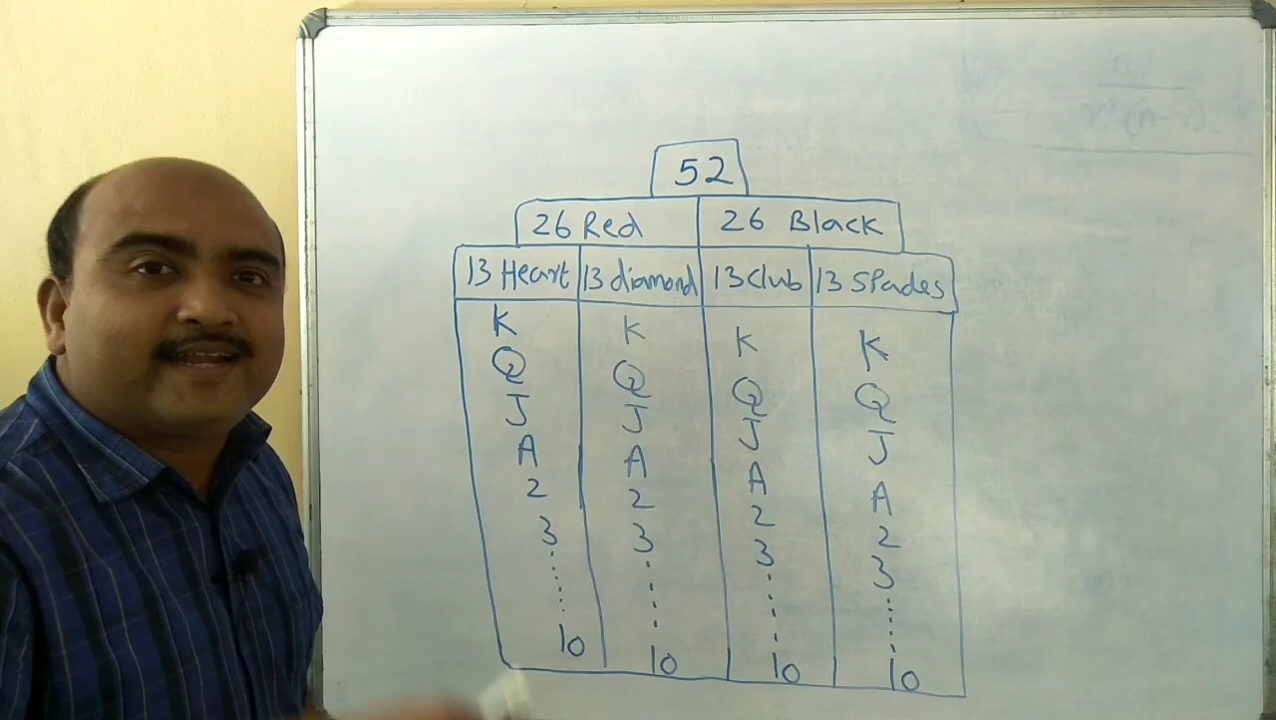 52
26 Red 26 Black
13 Heart 13 diamond 13 club 13 Spades
K K K K
Q Q Q Q
J J J J
A A A A
2 2 2 2
3 3 3 3
10 10 10 10